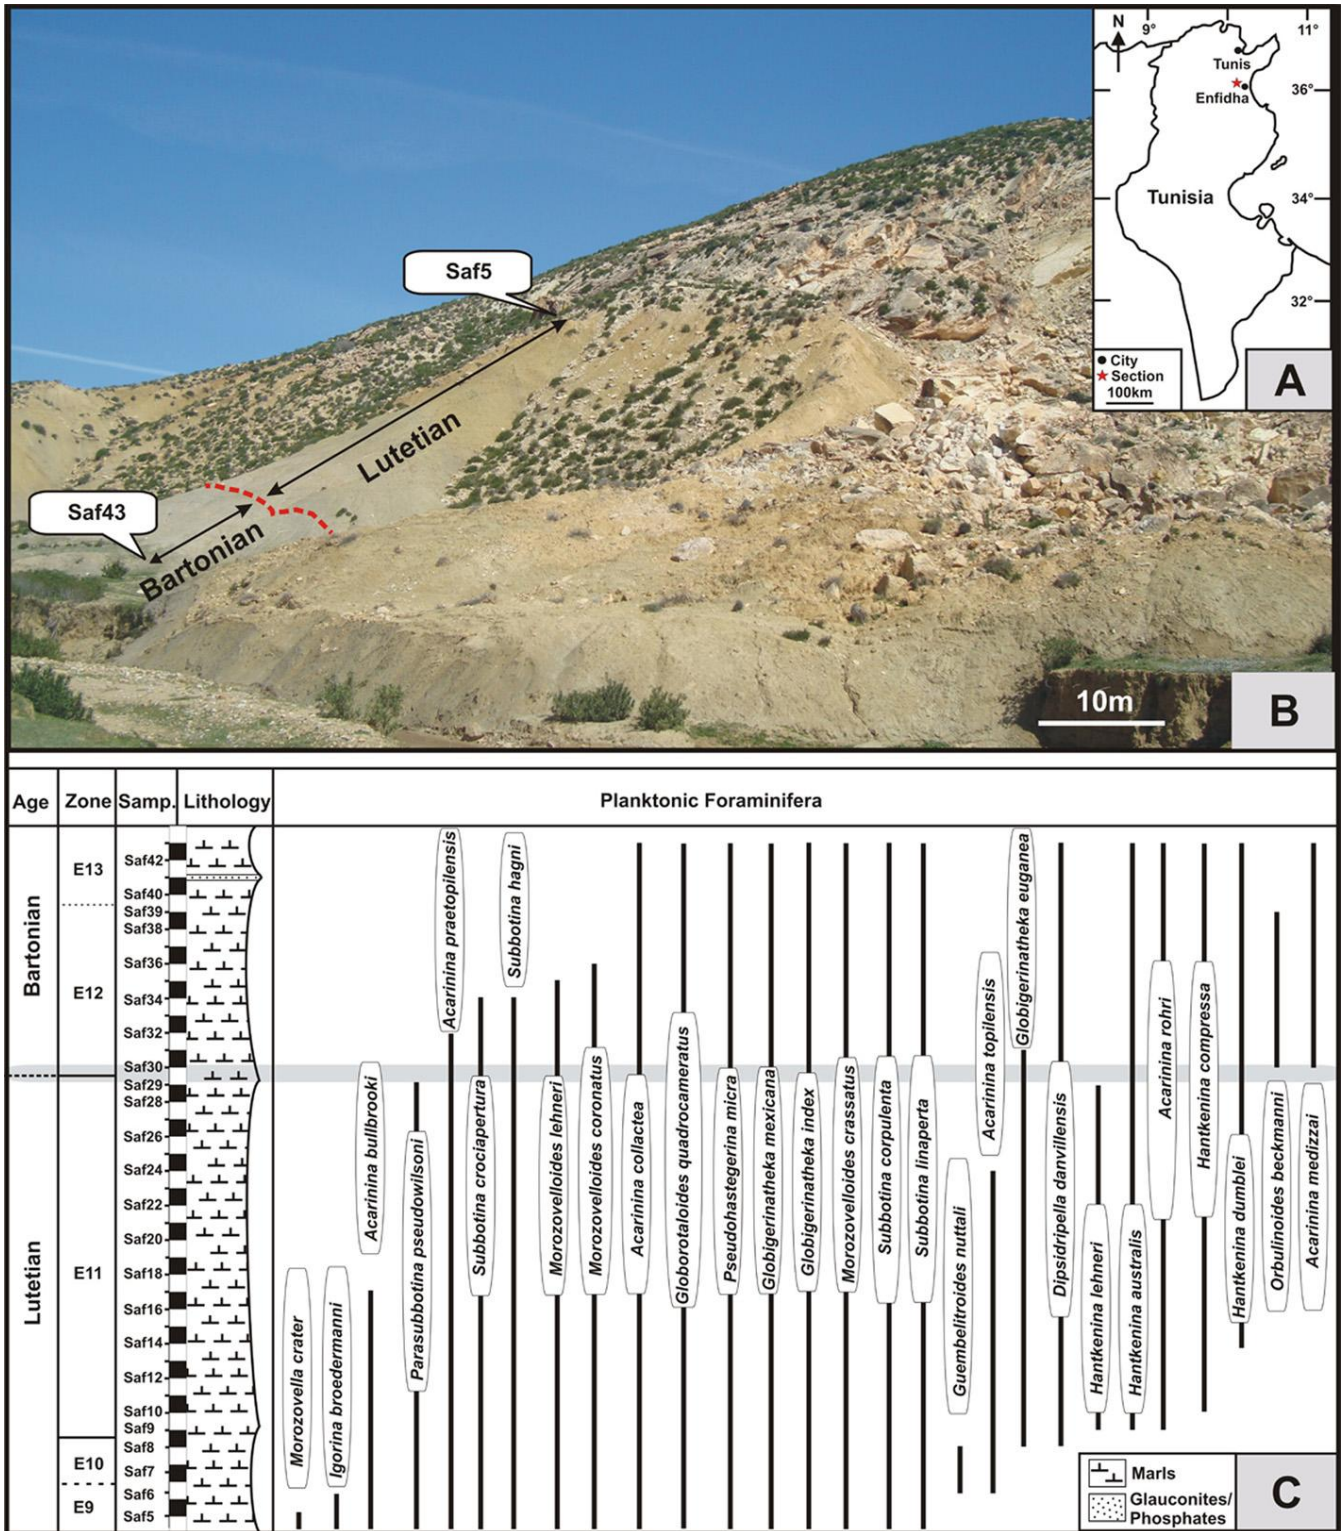 N
9°
11°
Tunis
Enfidha
36°
Tunisia
34°
32°
City
Section
100km
A
Saf5
Lutetian
Saf43
Bartonian
10m
B
Age
Zone
Samp.
Lithology
Planktonic Foraminifera
Bartonian
Lutetian
E13
E12
E11
E10
E9
Saf42
Saf40
Saf39
Saf38
Saf36
Saf34
Saf32
Saf30
Saf29
Saf28
Saf26
Saf24
Saf22
Saf20
Saf18
Saf16
Saf14
Saf12
Saf10
Saf9
Saf8
Saf7
Saf6
Saf5
Morozovella crater
Igorina broedermanni
Acarinina bullbrooki
Parasubbotina pseudowilsoni
Acarinina praetopilensis
Subbotina crociapertura
Subbotina hagni
Morozovelloides lehneri
Morozovelloides coronatus
Acarinina collactea
Globorotaloides quadrocameratus
Pseudohastegerina micra
Globigerinatheka mexicana
Globigerinatheka index
Morozovelloides crassatus
Subbotina corpulenta
Subbotina linaperta
Guembelitroides nuttali
Acarinina topilensis
Globigerinatheka euganea
Dipsidripella danvillensis
Hantkenina lehneri
Hantkenina australis
Acarinina rohri
Hantkenina compressa
Hantkenina dumblei
Orbulinoides beckmanni
Acarinina medizzai
Marls
Glauconites/
Phosphates
C